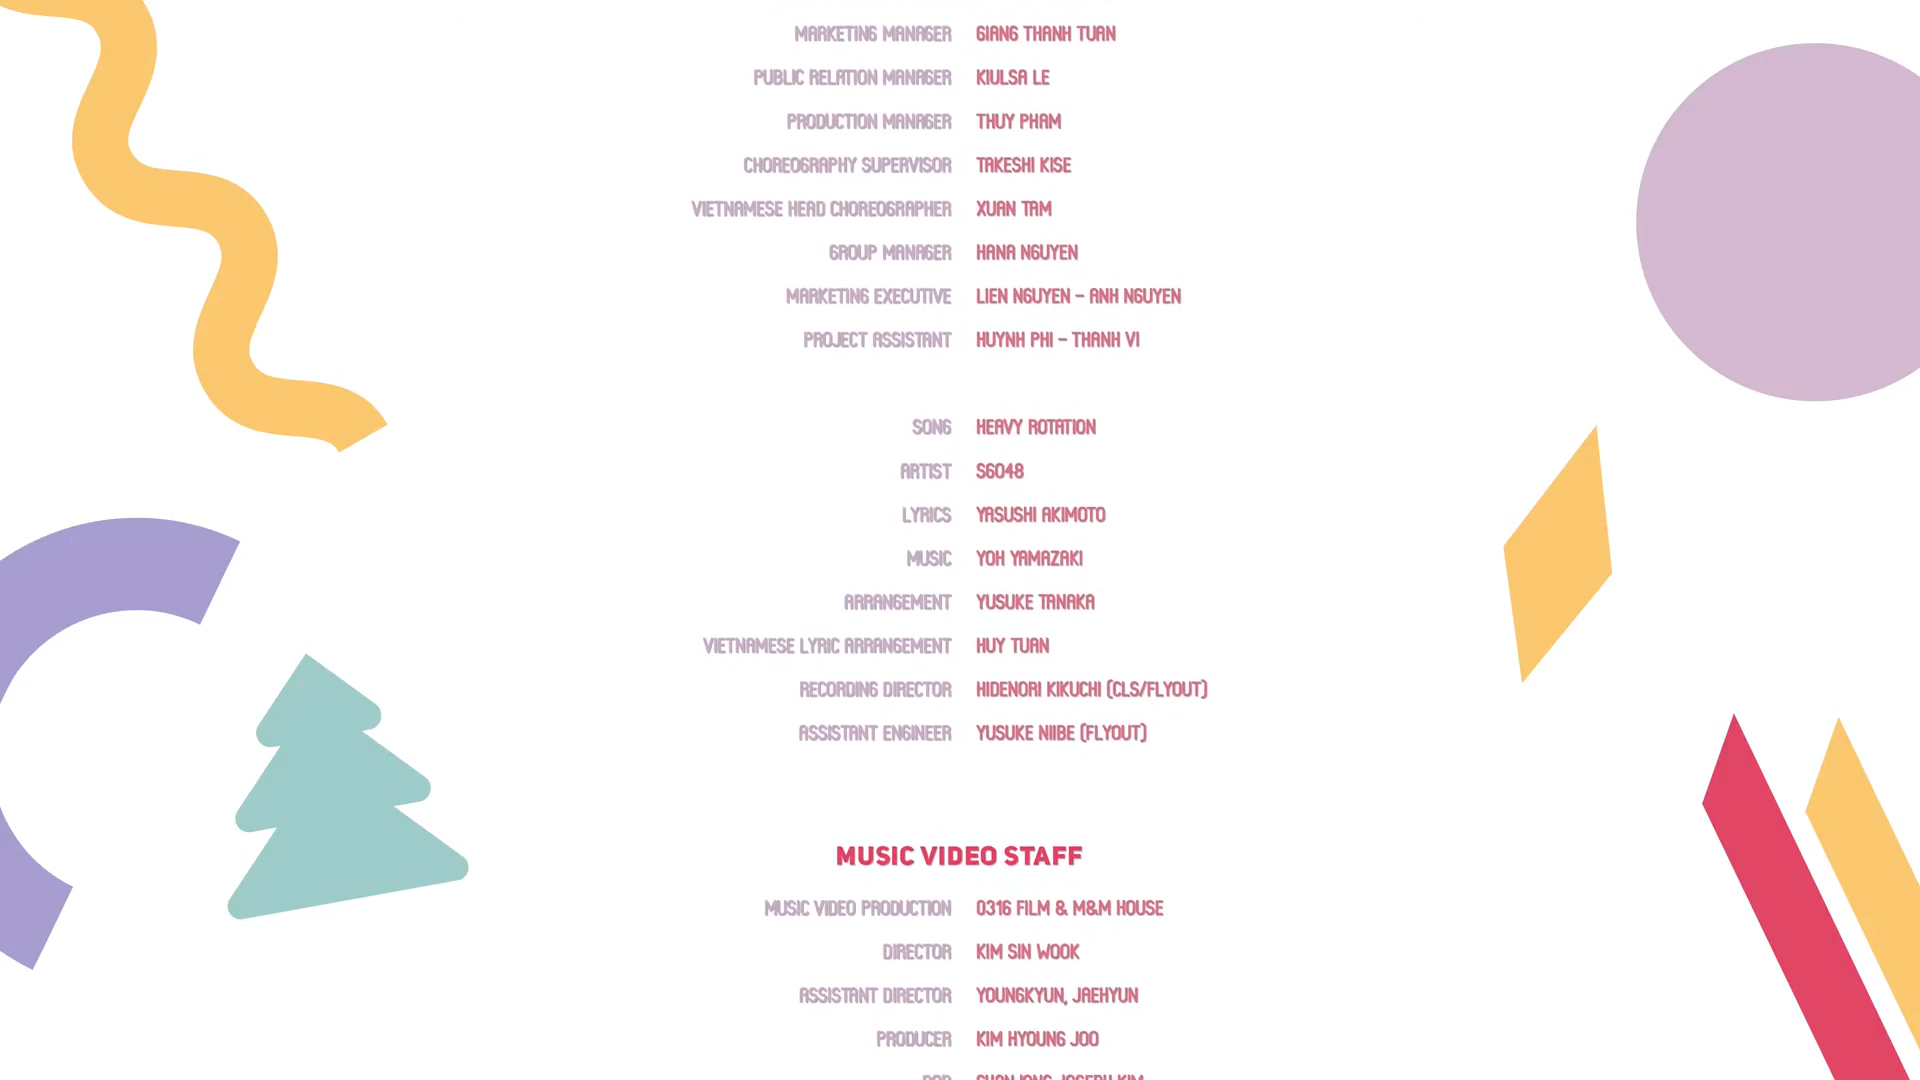 MARKETING MANAGER GIANG THANH TUAN
PUBLIC RELATION MANAGER KIULSA LE
PRODUCTION MANAGER THUY PHAM
CHOREOGRAPHY SUPERVISOR TAKESHI KISE
VIETNAMESE HEAD CHOREOGRAPHER XUAN TAM
GROUP MANAGER HANA NGUYEN
MARKETING EXECUTIVE LIEN NGUYEN - ANH NGUYEN
PROJECT ASSISTANT HUYNH PHI - THANH VI
SONG HEAVY ROTATION
ARTIST SGO48
LYRICS YASUSHI AKIMOTO
MUSIC YOH YAMAZAKI
ARRANGEMENT YUSUKE TANAKA
VIETNAMESE LYRIC ARRANGEMENT HUY TUAN
RECORDING DIRECTOR HIDENORI KIKUCHI (CLS/FLYOUT)
ASSISTANT ENGINEER YUSUKE NIIBE (FLYOUT)
MUSIC VIDEO STAFF
MUSIC VIDEO PRODUCTION 0316 FILM & M&M HOUSE
DIRECTOR KIM SIN WOOK
ASSISTANT DIRECTOR YOUNGKYUN, JAEHYUN
PRODUCER KIM HYOUNG JOO